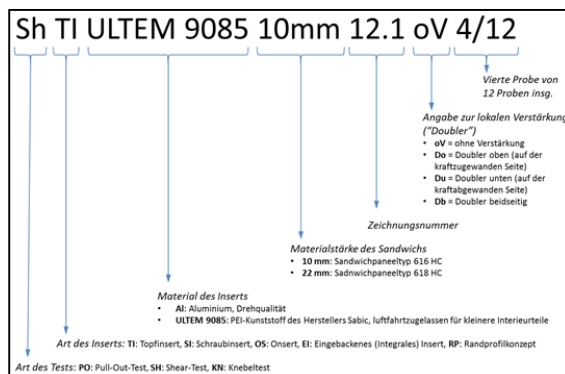 Sh TI ULTEM 9085 10mm 12.1 oV 4/12
Vierte Probe von
12 Proben insg.
Angabe zur lokalen Verstärkung
("Doubler")
• oV = ohne Verstärkung
• Do = Doubler oben (auf der
kraftzugewanden Seite)
• Du = Doubler unten (auf der
kraftabgewanden Seite)
• Db = Doubler beidseitig
Zeichnungsnummer
Materialstärke des Sandwichs
• 10 mm: Sandwichpaneeltyp 616 HC
• 22 mm: Sadnwichpaneeltyp 618 HC
Material des Inserts
• Al: Aluminium, Drehqualität
• ULTEM 9085: PEI-Kunststoff des Herstellers Sabic, luftfahrtzugelassen für kleinere Interieurteile
Art des Inserts: TI: Topfinsert, SI: Schraubinsert, OS: Onsert, EI: Eingebackenes (Integrales) Insert, RP: Randprofilkonzept
Art des Tests: PO: Pull-Out-Test, SH: Shear-Test, KN: Knebeltest